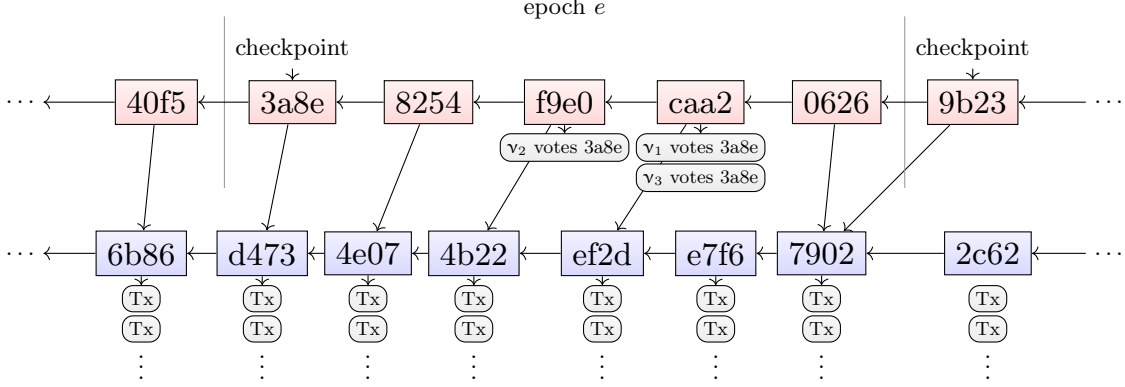 epoch e
checkpoint checkpoint
··· 40f5 3a8e 8254 f9e0 caa2 0626 9b23 ···
ν₂ votes 3a8e ν₁ votes 3a8e
ν₃ votes 3a8e
··· 6b86 d473 4e07 4b22 ef2d e7f6 7902 2c62 ···
Tx Tx Tx Tx Tx Tx Tx Tx
Tx Tx Tx Tx Tx Tx Tx Tx
⋮ ⋮ ⋮ ⋮ ⋮ ⋮ ⋮ ⋮